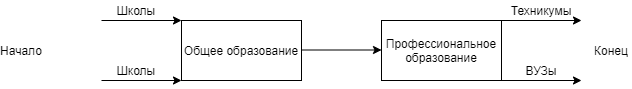 Школы
Техникумы
Начало
Общее образование
Профессиональное
образование
Конец
Школы
ВУЗы